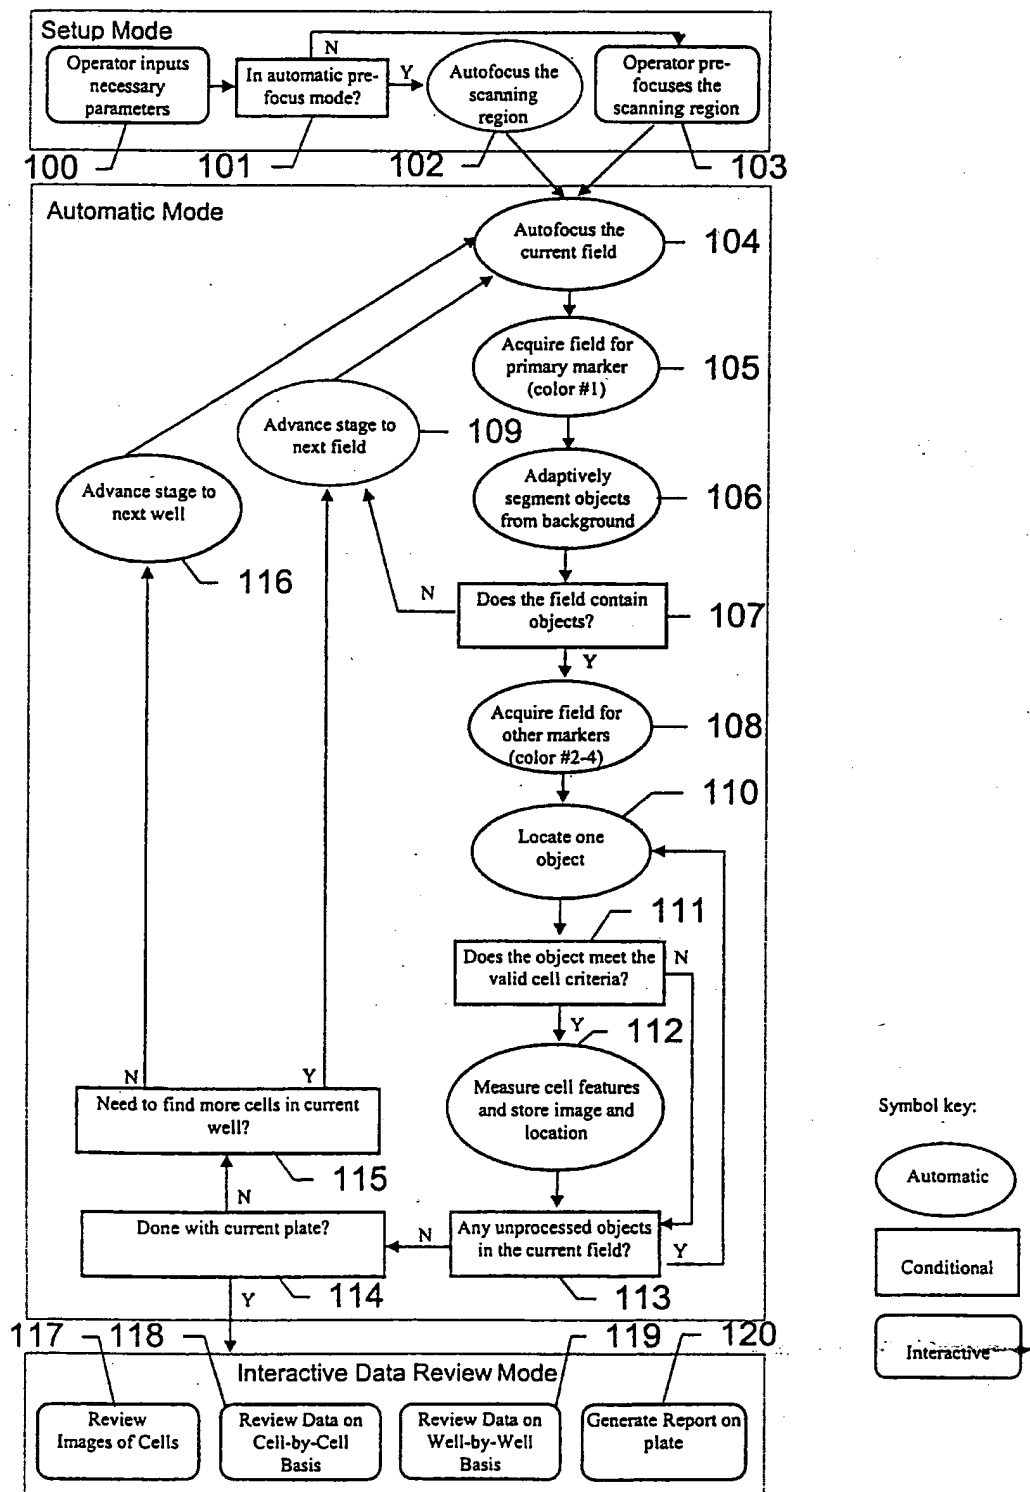 Setup Mode
Operator inputs
necessary
parameters
In automatic pre-
focus mode?
N
Y
Autofocus the
scanning
region
Operator pre-
focuses the
scanning region
100
101
102
103
Automatic Mode
Autofocus the
current field
104
Acquire field for
primary marker
(color #1)
105
Advance stage to
next field
109
Adaptively
segment objects
from background
106
Advance stage to
next well
116
Does the field contain
objects?
107
N
Y
Acquire field for
other markers
(color #2-4)
108
110
Locate one
object
111
Does the object meet the
valid cell criteria?
N
Y
112
Measure cell features
and store image and
location
N
Y
Need to find more cells in current
well?
115
N
Done with current plate?
114
Y
N
Any unprocessed objects
in the current field?
113
Y
Symbol key:
Automatic
Conditional
Interactive
117
118
119
120
Interactive Data Review Mode
Review
Images of Cells
Review Data on
Cell-by-Cell
Basis
Review Data on
Well-by-Well
Basis
Generate Report on
plate